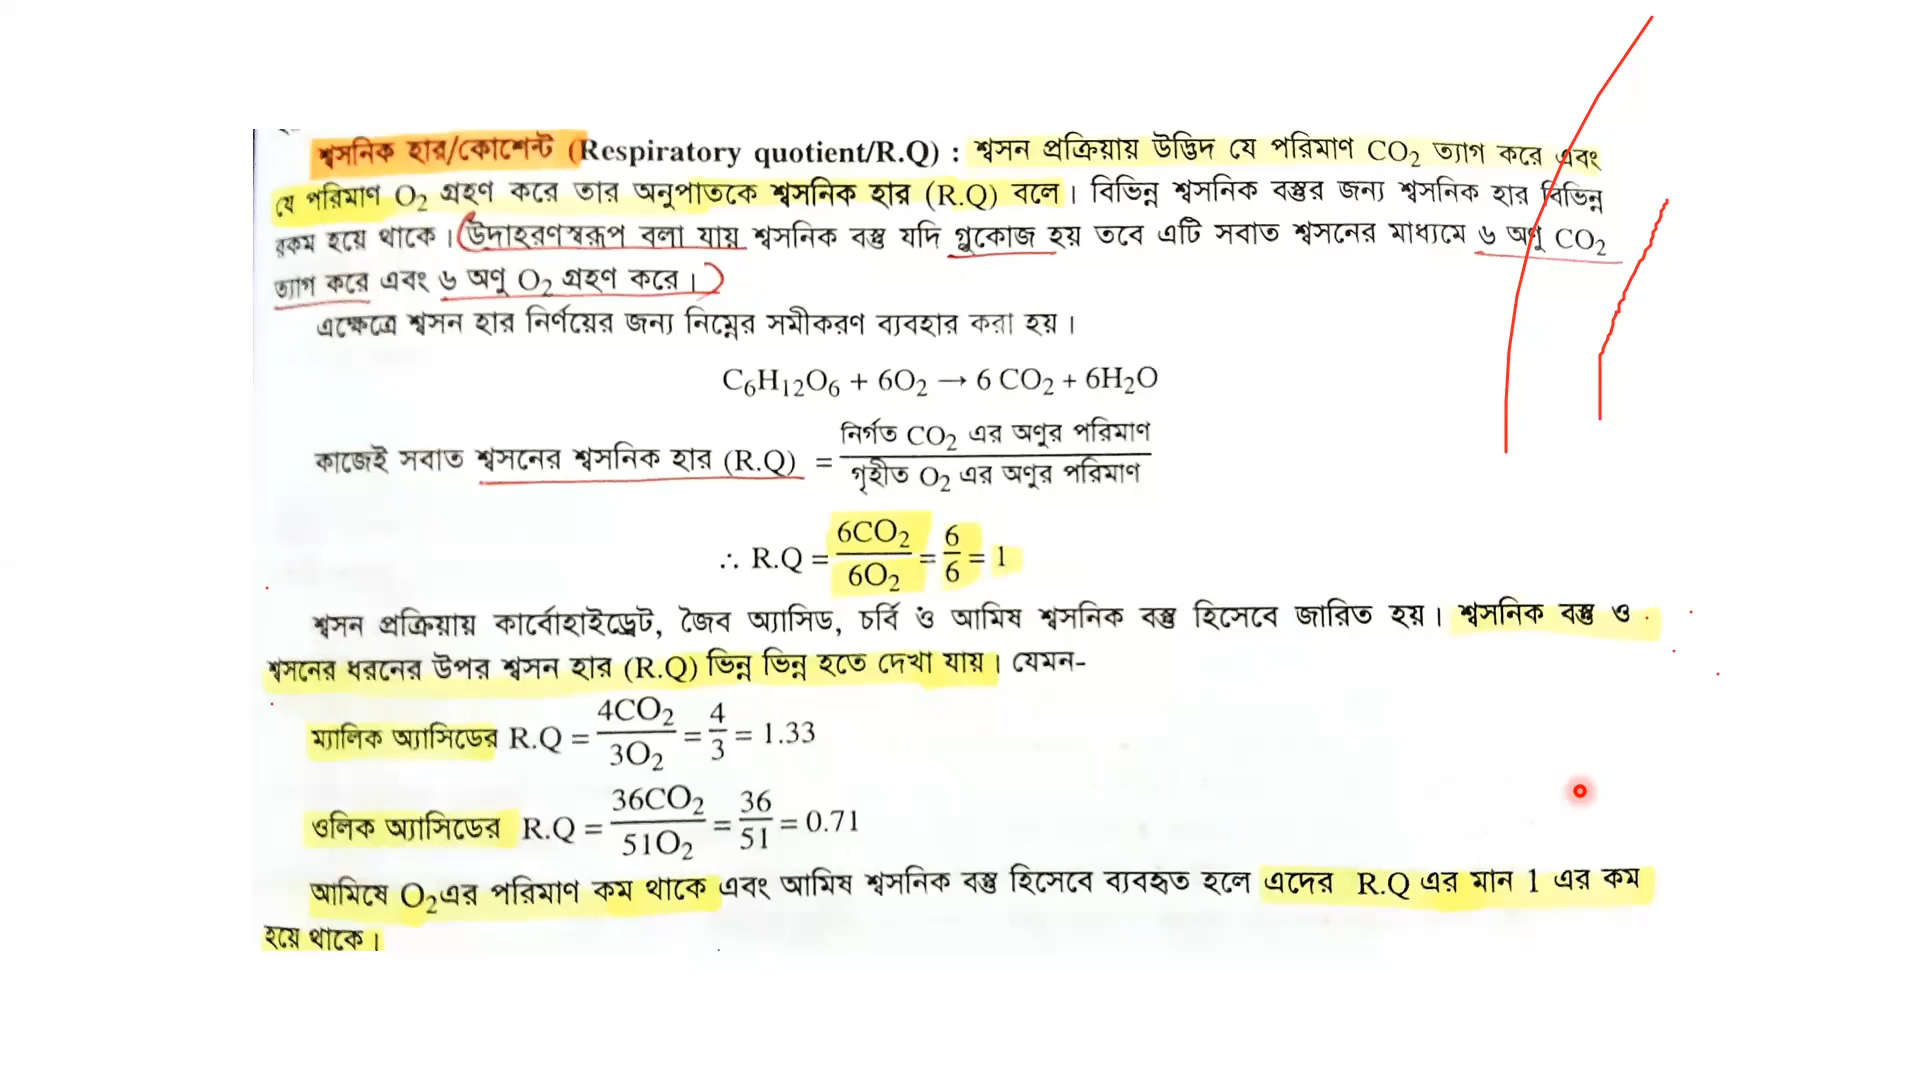 শ্বসনিক হার/কোশেন্ট (Respiratory quotient/R.Q) : শ্বসন প্রক্রিয়ায় উদ্ভিদ যে পরিমাণ CO₂ ত্যাগ করে এবং
যে পরিমাণ O₂ গ্রহণ করে তার অনুপাতকে শ্বসনিক হার (R.Q) বলে। বিভিন্ন শ্বসনিক বস্তুর জন্য শ্বসনিক হার বিভিন্ন
রকম হয়ে থাকে। (উদাহরণস্বরূপ বলা যায় শ্বসনিক বস্তু যদি গ্লুকোজ হয় তবে এটি সবাত শ্বসনের মাধ্যমে ৬ অণু CO₂
ত্যাগ করে এবং ৬ অণু O₂ গ্রহণ করে।)
এক্ষেত্রে শ্বসন হার নির্ণয়ের জন্য নিম্নের সমীকরণ ব্যবহার করা হয়।
C₆H₁₂O₆ + 6O₂ → 6 CO₂ + 6H₂O
কাজেই সবাত শ্বসনের শ্বসনিক হার (R.Q) = নির্গত CO₂ এর অণুর পরিমাণ / গৃহীত O₂ এর অণুর পরিমাণ
∴ R.Q = 6CO₂ / 6O₂ = 6/6 = 1
শ্বসন প্রক্রিয়ায় কার্বোহাইড্রেট, জৈব অ্যাসিড, চর্বি ও আমিষ শ্বসনিক বস্তু হিসেবে জারিত হয়। শ্বসনিক বস্তু ও
শ্বসনের ধরনের উপর শ্বসন হার (R.Q) ভিন্ন ভিন্ন হতে দেখা যায়। যেমন-
ম্যালিক অ্যাসিডের R.Q = 4CO₂ / 3O₂ = 4/3 = 1.33
ওলিক অ্যাসিডের R.Q = 36CO₂ / 51O₂ = 36/51 = 0.71
আমিষে O₂এর পরিমাণ কম থাকে এবং আমিষ শ্বসনিক বস্তু হিসেবে ব্যবহৃত হলে এদের R.Q এর মান 1 এর কম
হয়ে থাকে।